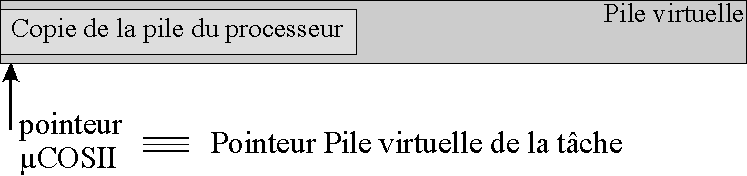 Pile virtuelle
Copie de la pile du processeur
pointeur
µCOSII
Pointeur Pile virtuelle de la tâche